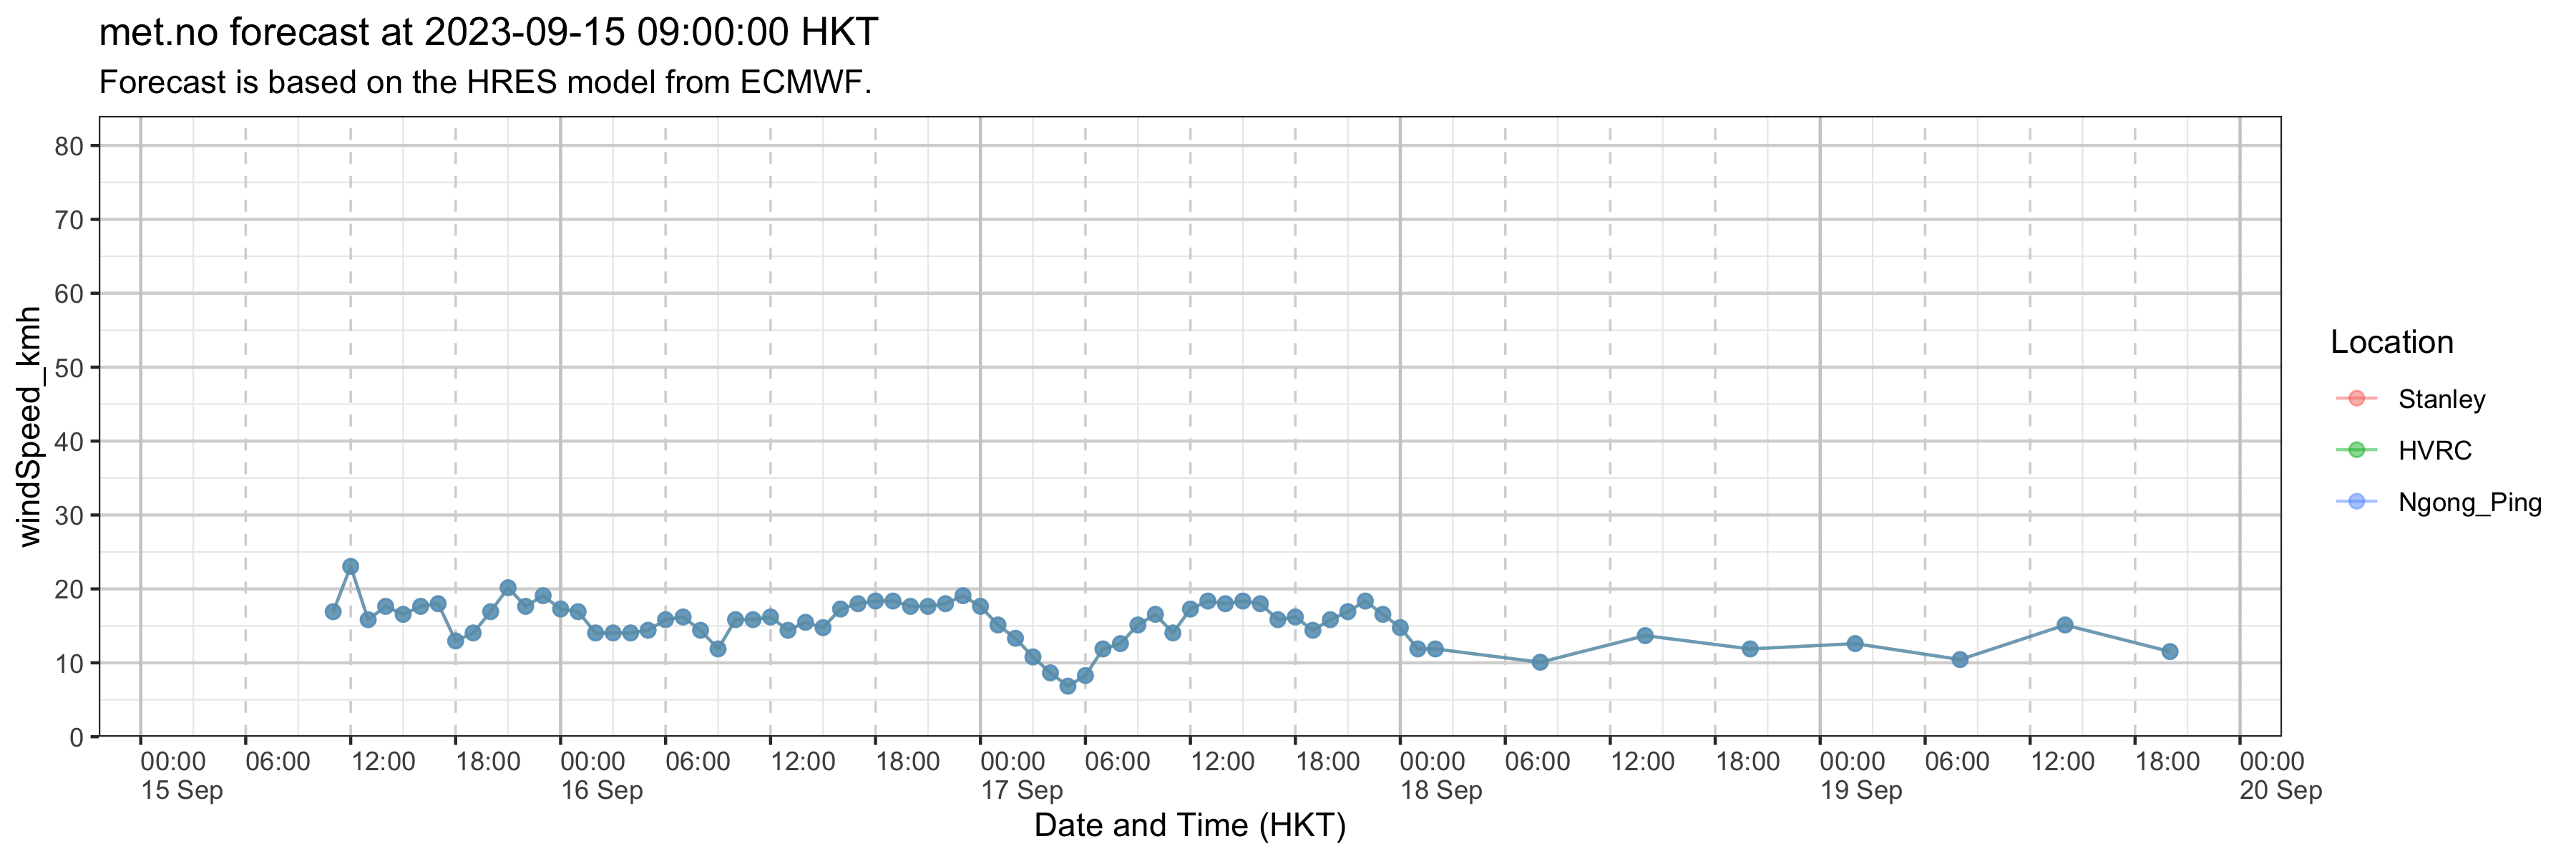 met.no forecast at 2023-09-15 09:00:00 HKT
Forecast is based on the HRES model from ECMWF.
windSpeed_kmh
80
70
60
50
40
30
20
10
0
00:00 06:00 12:00 18:00 00:00 06:00 12:00 18:00 00:00 06:00 12:00 18:00 00:00 06:00 12:00 18:00 00:00 06:00 12:00 18:00 00:00
15 Sep 16 Sep 17 Sep 18 Sep 19 Sep 20 Sep
Date and Time (HKT)
Location
Stanley
HVRC
Ngong_Ping